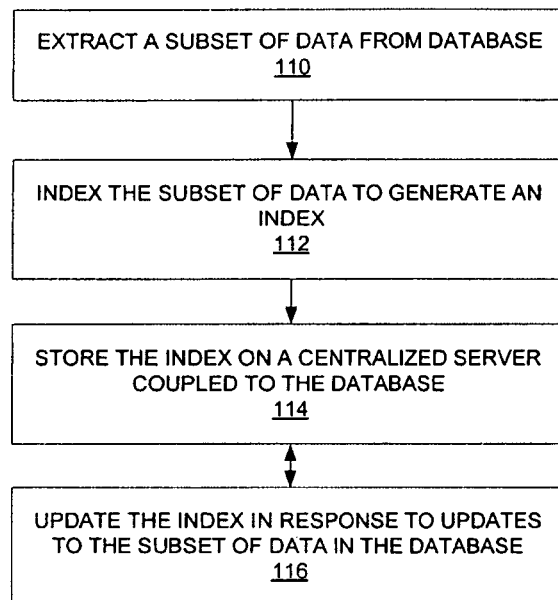 EXTRACT A SUBSET OF DATA FROM DATABASE
110
INDEX THE SUBSET OF DATA TO GENERATE AN
INDEX
112
STORE THE INDEX ON A CENTRALIZED SERVER
COUPLED TO THE DATABASE
114
UPDATE THE INDEX IN RESPONSE TO UPDATES
TO THE SUBSET OF DATA IN THE DATABASE
116